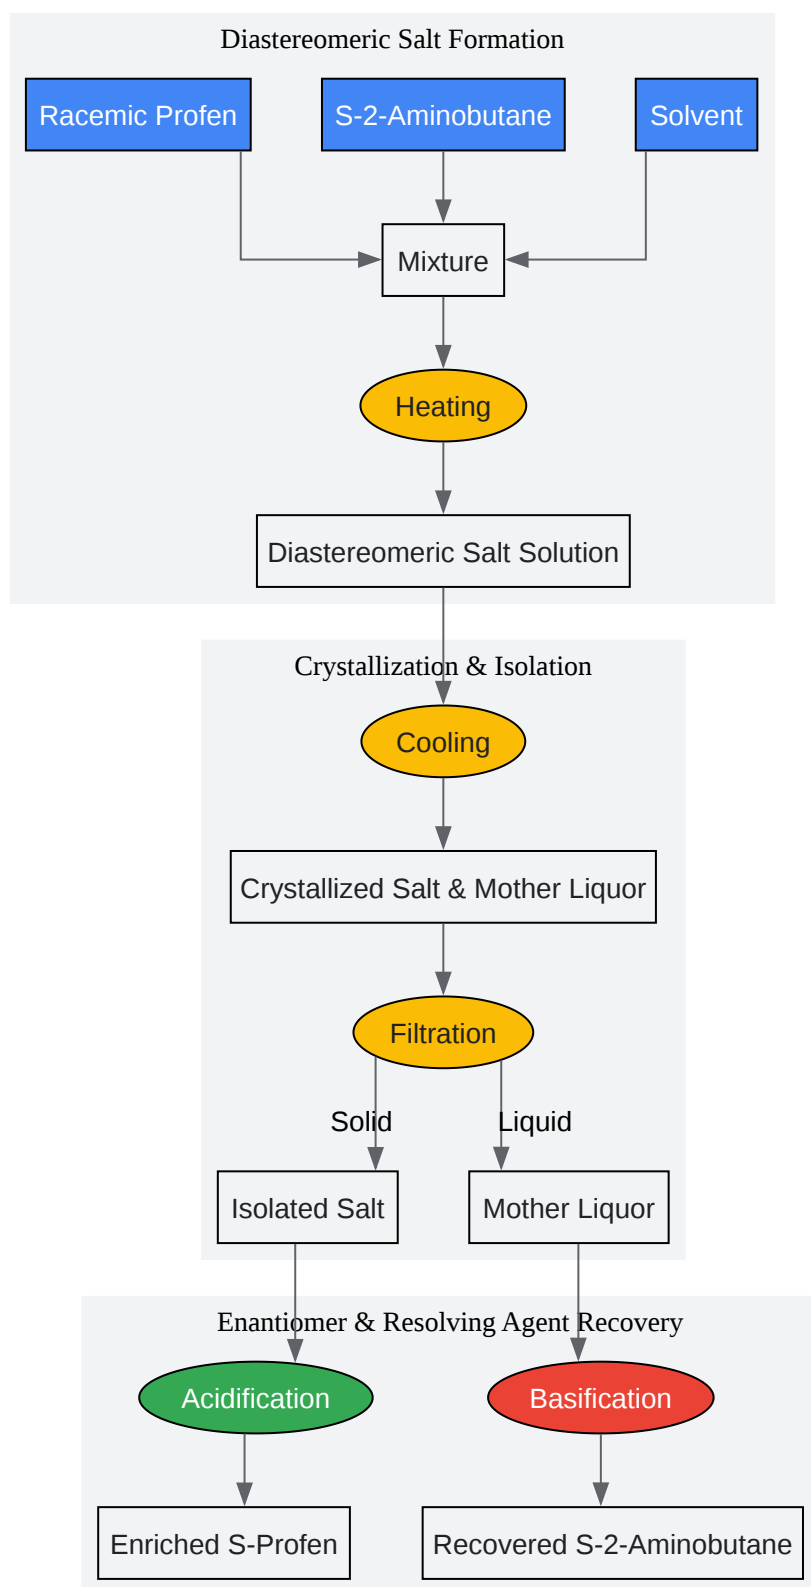 Diastereomeric Salt Formation
Racemic Profen
S-2-Aminobutane
Solvent
Mixture
Heating
Diastereomeric Salt Solution
Crystallization & Isolation
Cooling
Crystallized Salt & Mother Liquor
Filtration
Solid
Liquid
Isolated Salt
Mother Liquor
Enantiomer & Resolving Agent Recovery
Acidification
Basification
Enriched S-Profen
Recovered S-2-Aminobutane